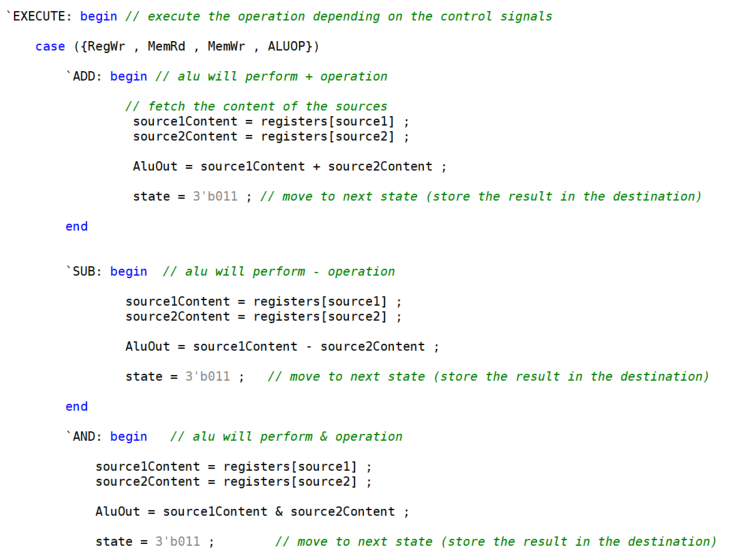 `EXECUTE: begin // execute the operation depending on the control signals
case ({RegWr , MemRd , MemWr , ALUOP})
`ADD: begin // alu will perform + operation
// fetch the content of the sources
source1Content = registers[source1] ;
source2Content = registers[source2] ;
AluOut = source1Content + source2Content ;
state = 3'b011 ; // move to next state (store the result in the destination)
end
`SUB: begin // alu will perform - operation
source1Content = registers[source1] ;
source2Content = registers[source2] ;
AluOut = source1Content - source2Content ;
state = 3'b011 ; // move to next state (store the result in the destination)
end
`AND: begin // alu will perform & operation
source1Content = registers[source1] ;
source2Content = registers[source2] ;
AluOut = source1Content & source2Content ;
state = 3'b011 ; // move to next state (store the result in the destination)